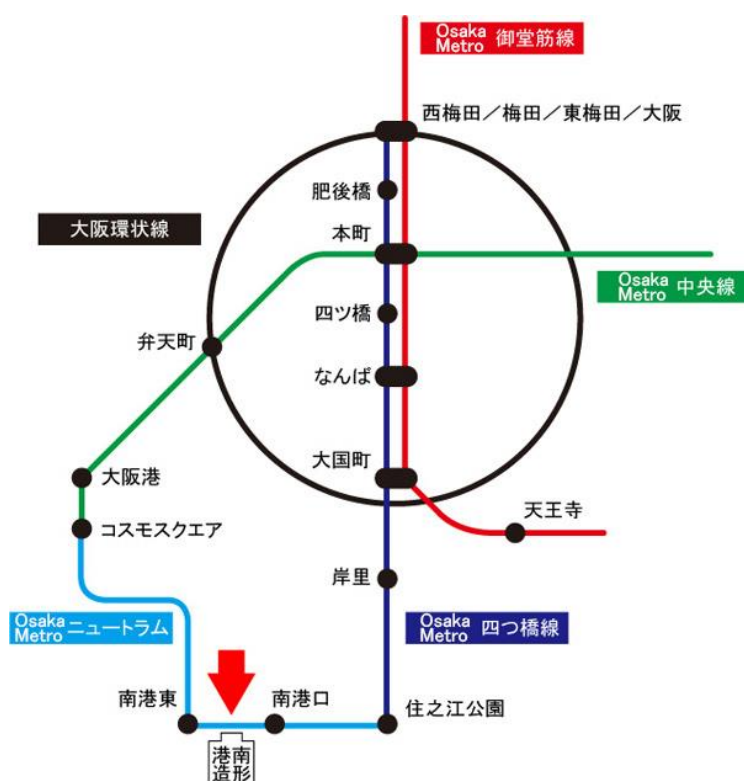 Osaka Metro 御堂筋線
西梅田／梅田／東梅田／大阪
肥後橋
大阪環状線
本町
Osaka Metro 中央線
四ツ橋
弁天町
なんば
大国町
大阪港
天王寺
コスモスクエア
岸里
Osaka Metro ニュートラム
Osaka Metro 四つ橋線
南港東
南港口
住之江公園
南港造形